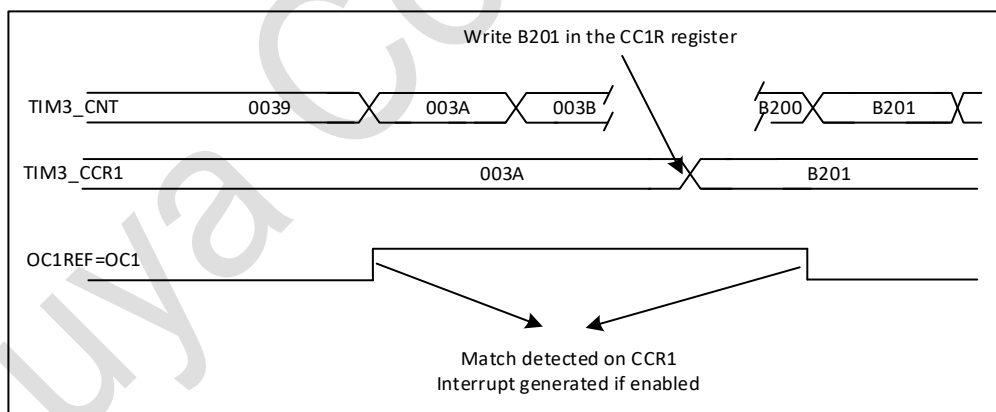 Write B201 in the CC1R register
TIM3_CNT 0039 003A 003B B200 B201
TIM3_CCR1 003A B201
OC1REF=OC1
Match detected on CCR1
Interrupt generated if enabled